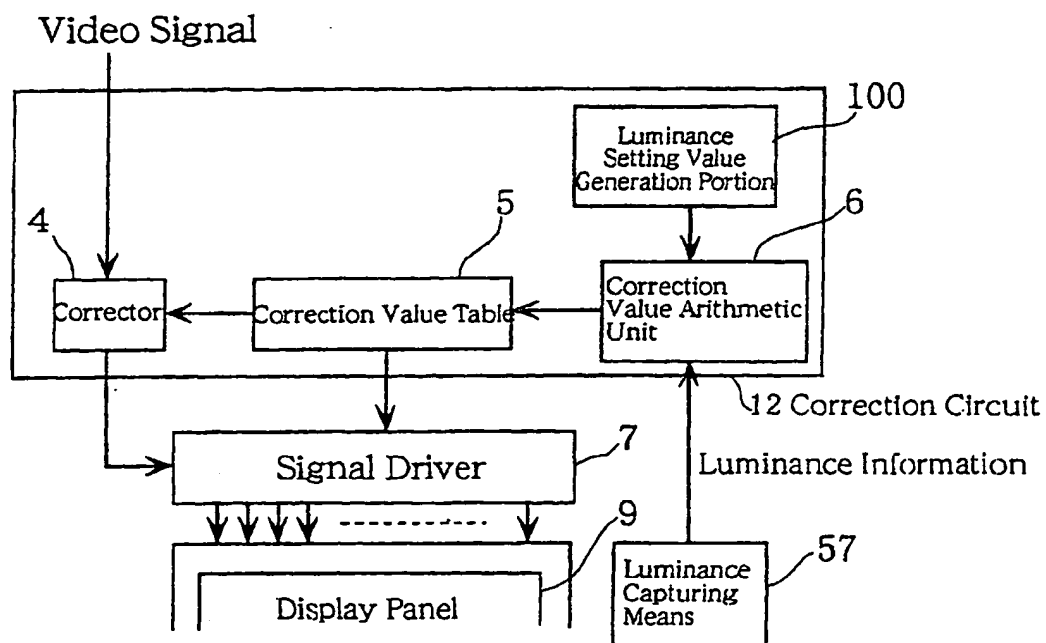 Video Signal
100
Luminance
Setting Value
Generation Portion
4
5
6
Corrector
Correction Value Table
Correction
Value Arithmetic
Unit
12 Correction Circuit
7
Signal Driver
Luminance Information
9
57
Display Panel
Luminance
Capturing
Means